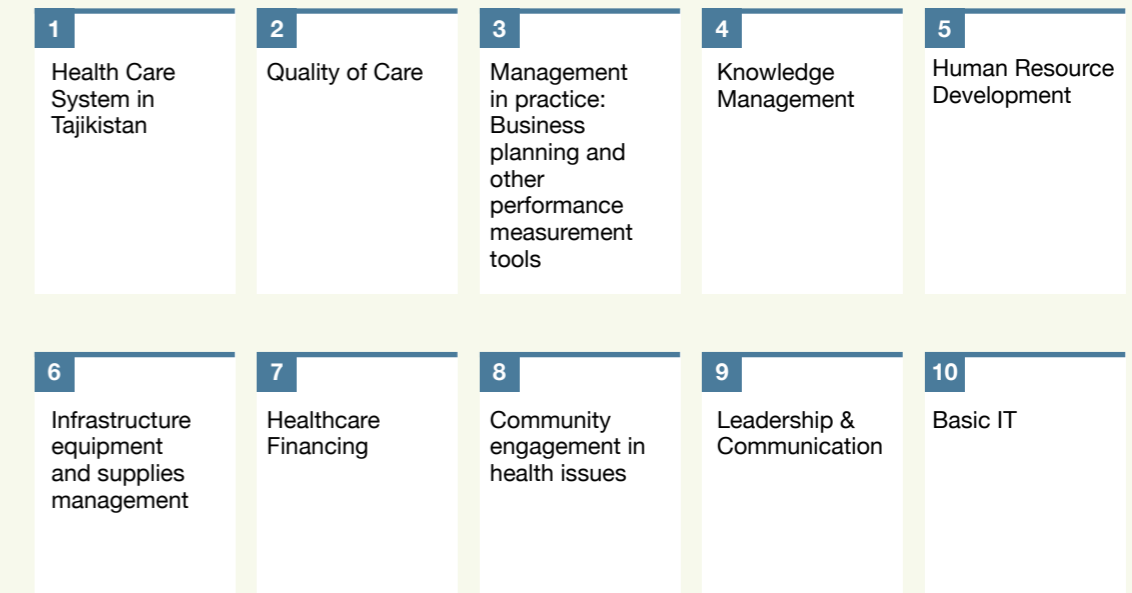 1
Health Care
System in
Tajikistan
2
Quality of Care
3
Management
in practice:
Business
planning and
other
performance
measurement
tools
4
Knowledge
Management
5
Human Resource
Development
6
Infrastructure
equipment
and supplies
management
7
Healthcare
Financing
8
Community
engagement in
health issues
9
Leadership &
Communication
10
Basic IT